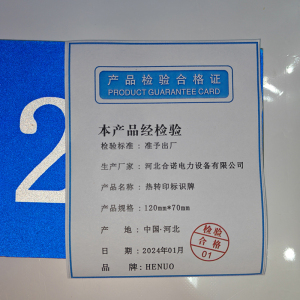 2
产品检验合格证
PRODUCT GUARANTEE CARD
本产品经检验
检验标准：准予出厂
生产厂家：河北合诺电力设备有限公司
产品名称：热转印标识牌
产品规格：120mm*70mm
产 地：中国·河北
日 期：2024年01月
品 牌：HENUO
检验
合格
01